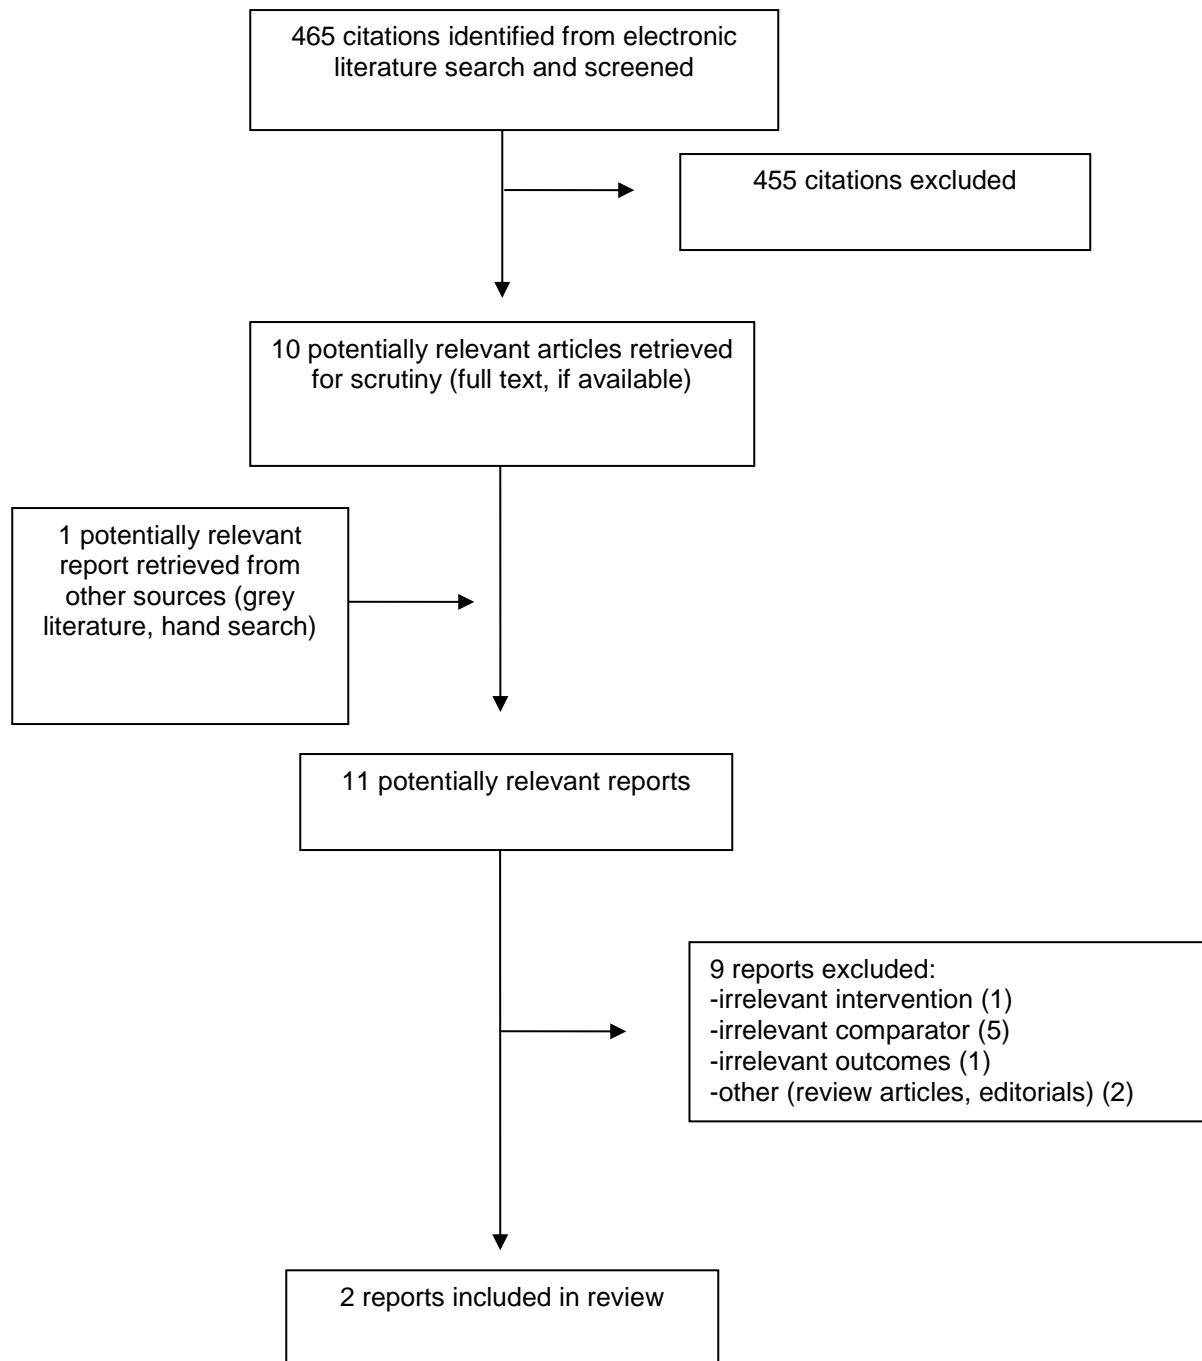 465 citations identified from electronic
literature search and screened
455 citations excluded
10 potentially relevant articles retrieved
for scrutiny (full text, if available)
1 potentially relevant
report retrieved from
other sources (grey
literature, hand search)
11 potentially relevant reports
9 reports excluded:
-irrelevant intervention (1)
-irrelevant comparator (5)
-irrelevant outcomes (1)
-other (review articles, editorials) (2)
2 reports included in review